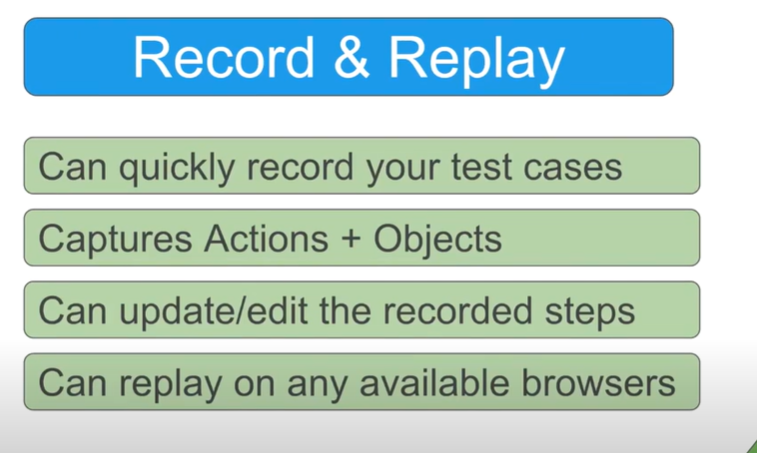 Record & Replay
Can quickly record your test cases
Captures Actions + Objects
Can update/edit the recorded steps
Can replay on any available browsers